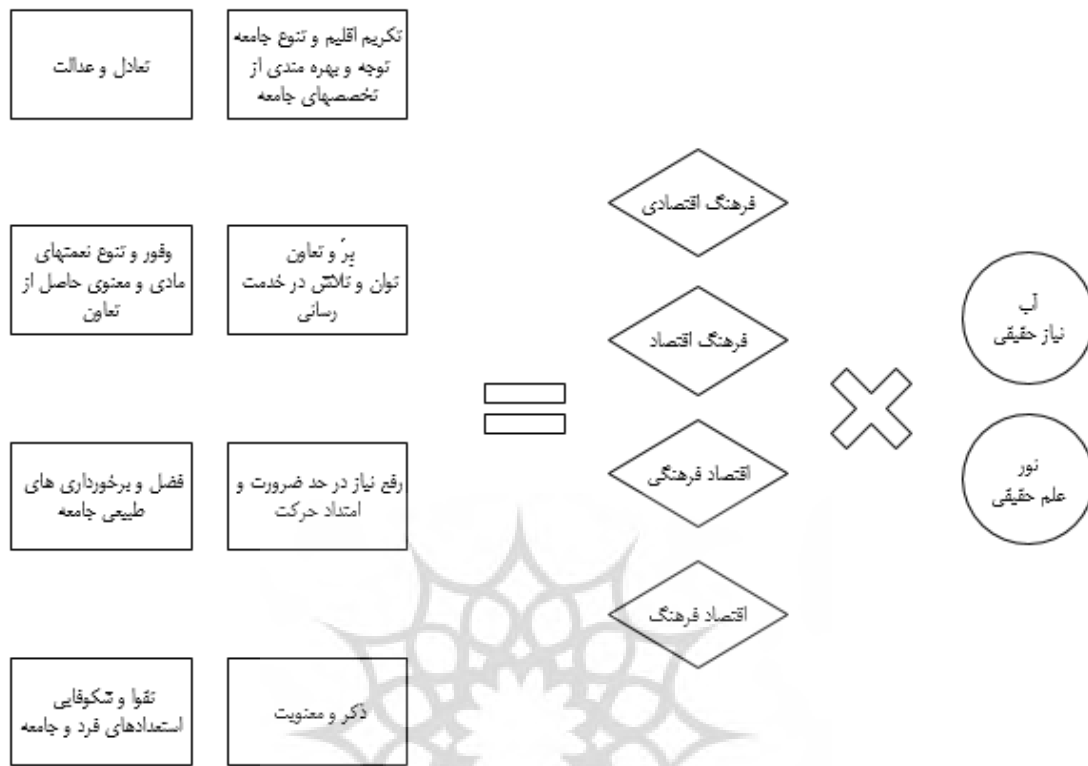 آب
نیاز حقیقی
نور
علم حقیقی
فرهنگ اقتصادی
فرهنگ اقتصاد
اقتصاد فرهنگی
اقتصاد فرهنگ
تکریم اقلیم و تنوع جامعه
توجه و بهره مندی از
تخصصهای جامعه
تعادل و عدالت
برّ و تعاون
توان و تلاش در خدمت
رسانی
وفور و تنوع نعمتهای
مادی و معنوی حاصل از
تعاون
رفع نیاز در حد ضرورت و
امتداد حرکت
فضل و برخورداری های
طبیعی جامعه
ذکر و معنویت
تقوا و شکوفایی
استعدادهای فرد و جامعه